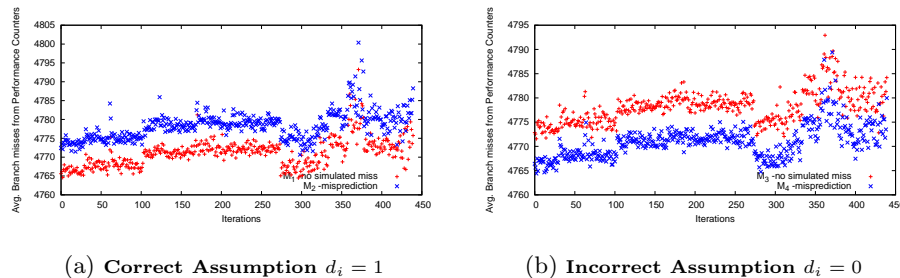 Avg. Branch misses from Performance Counters
4805
4800
4795
4790
4785
4780
4775
4770
4765
4760
0 50 100 150 200 250 300 350 400 450
Iterations
M1 -no simulated miss
M2 -misprediction
(a) Correct Assumption di = 1
Avg. Branch misses from Performance Counters
4795
4790
4785
4780
4775
4770
4765
4760
0 50 100 150 200 250 300 350 400 450
Iterations
M3 -no simulated miss
M4 -misprediction
(b) Incorrect Assumption di = 0